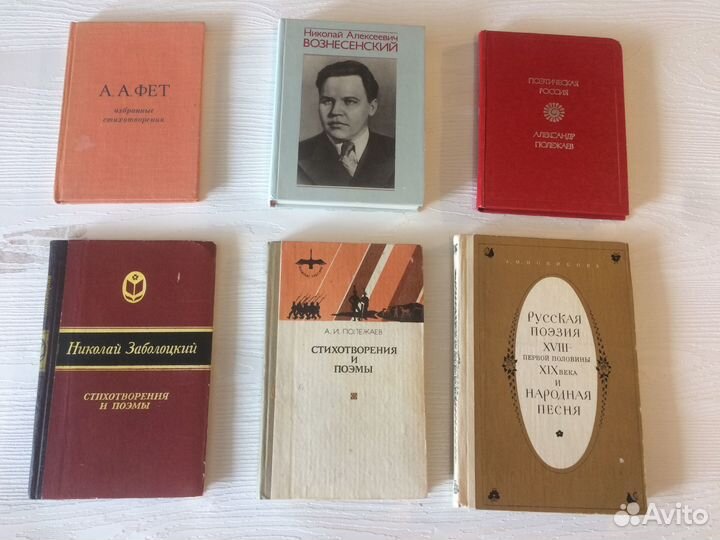 А. А. ФЕТ
избранные
стихотворения
Николай Алексеевич
ВОЗНЕСЕНСКИЙ
ПОЭТИЧЕСКАЯ
РОССИЯ
АЛЕКСАНДР
ПОЛЕЖАЕВ
Николай Заболоцкий
СТИХОТВОРЕНИЯ
И ПОЭМЫ
А. И. ПОЛЕЖАЕВ
СТИХОТВОРЕНИЯ
И
ПОЭМЫ
А. М. НОВИКОВА
РУССКАЯ
ПОЭЗИЯ
XVIII–
ПЕРВОЙ ПОЛОВИНЫ
XIX ВЕКА
И
НАРОДНАЯ
ПЕСНЯ
Avito